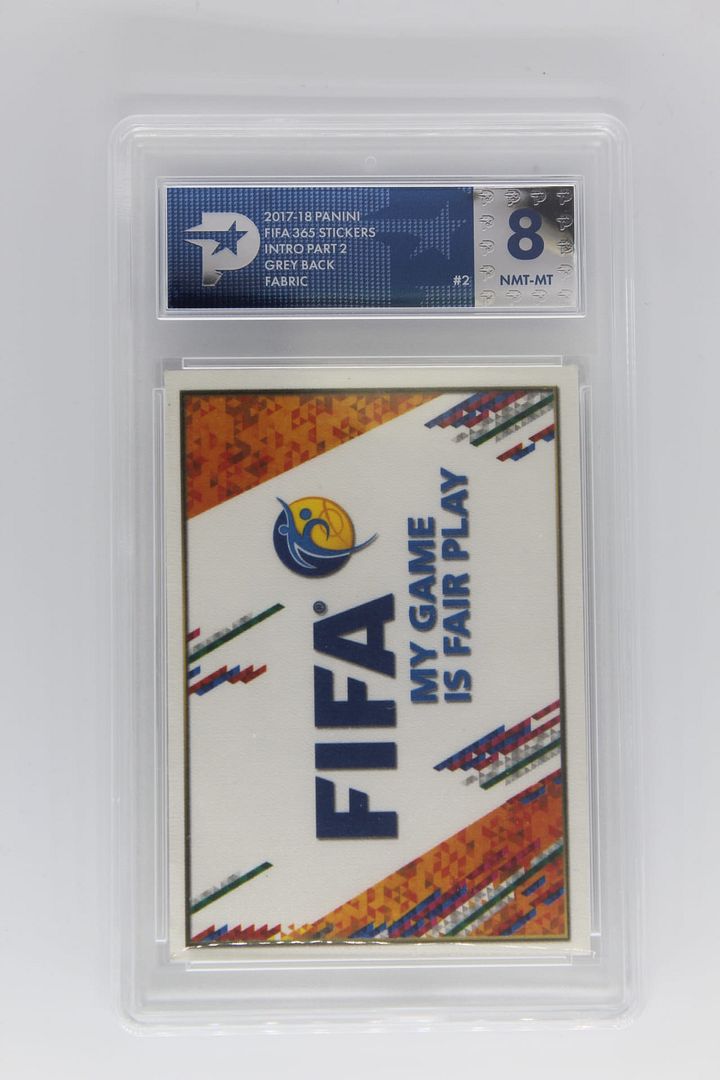 2017-18 PANINI
FIFA 365 STICKERS
INTRO PART 2
GREY BACK
FABRIC
#2
8
NMT-MT
FIFA®
MY GAME
IS FAIR PLAY